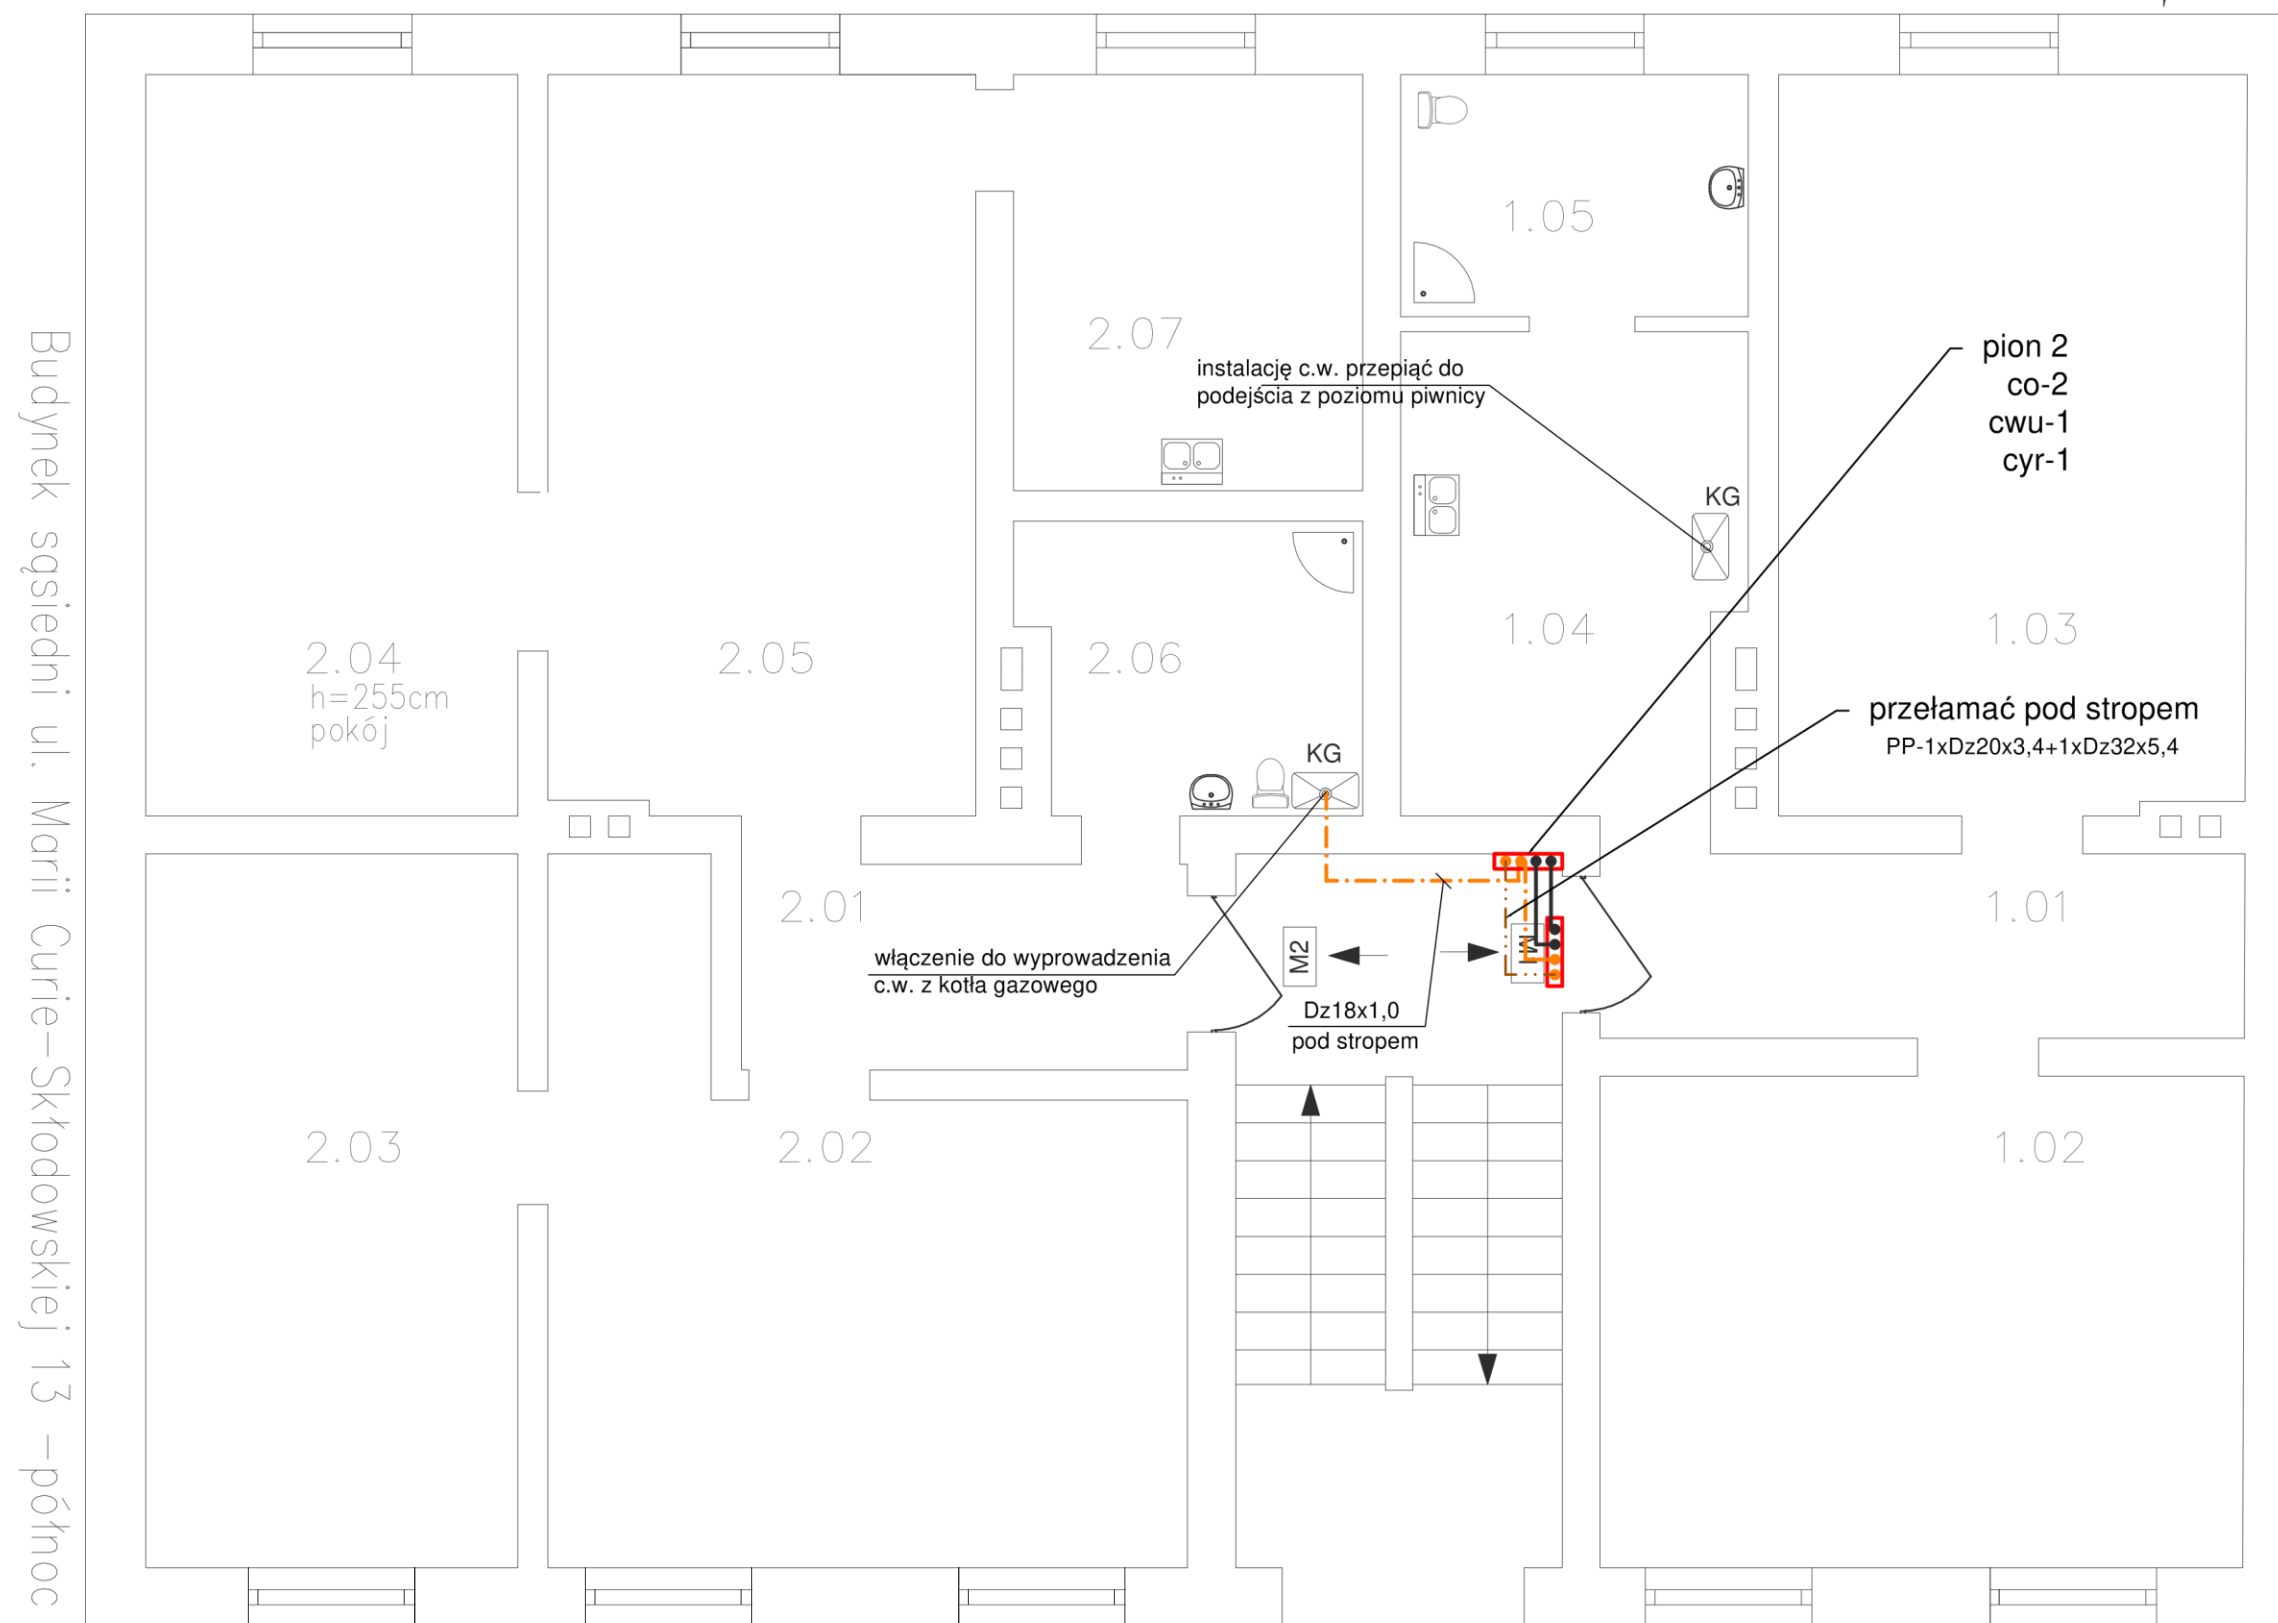 Budynek sąsiedni ul. Marii Curie-Skłodowskiej 13 -północ
1.05
2.07
instalację c.w. przepiąć do
podejścia z poziomu piwnicy
pion 2
co-2
cwu-1
cyr-1
KG
2.04
h=255cm
pokój
2.05
2.06
1.04
1.03
przełamać pod stropem
PP-1xDz20x3,4+1xDz32x5,4
KG
2.01
1.01
włączenie do wyprowadzenia
c.w. z kotła gazowego
M2
Dz18x1,0
pod stropem
2.03
2.02
1.02